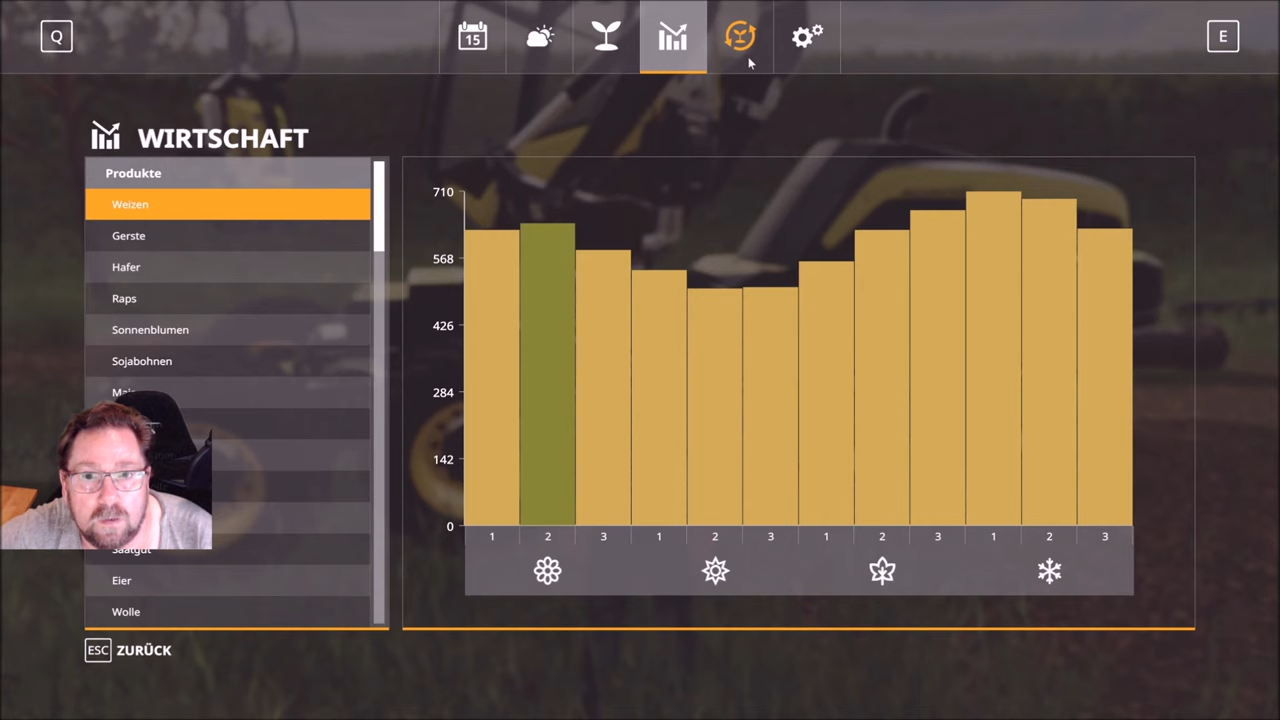 Q
15
E
WIRTSCHAFT
Produkte
Weizen
Gerste
Hafer
Raps
Sonnenblumen
Sojabohnen
Eier
Wolle
710
568
426
284
142
0
1 2 3 1 2 3 1 2 3 1 2 3
ESC ZURÜCK